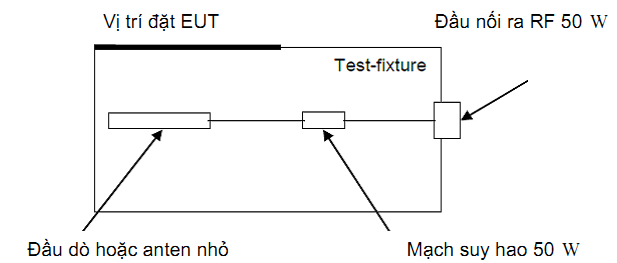 Vị trí đặt EUT
Đầu nối ra RF 50 W
Test-fixture
Đầu dò hoặc anten nhỏ
Mạch suy hao 50 W